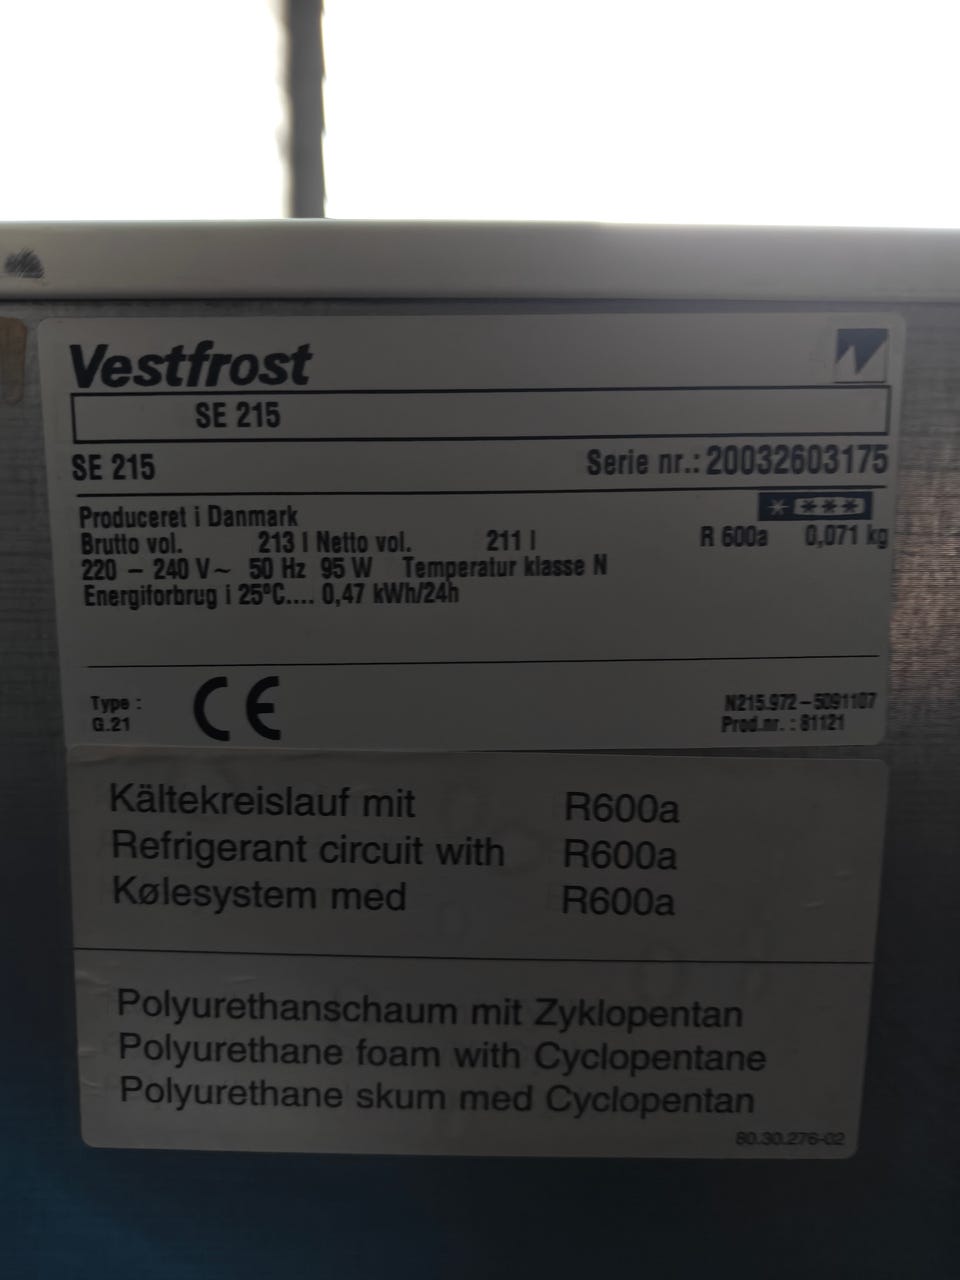 Vestfrost
SE 215
SE 215 Serie nr.: 20032603175
Produceret i Danmark
Brutto vol. 213 l Netto vol. 211 l R 600a 0,071 kg
220 – 240 V~ 50 Hz 95 W Temperatur klasse N
Energiforbrug i 25ºC.... 0,47 kWh/24h
Type :
G.21
CE
N215.972–5091107
Prod.nr. : 81121
Kältekreislauf mit R600a
Refrigerant circuit with R600a
Kølesystem med R600a
Polyurethanschaum mit Zyklopentan
Polyurethane foam with Cyclopentane
Polyurethane skum med Cyclopentan
80.30.276-02